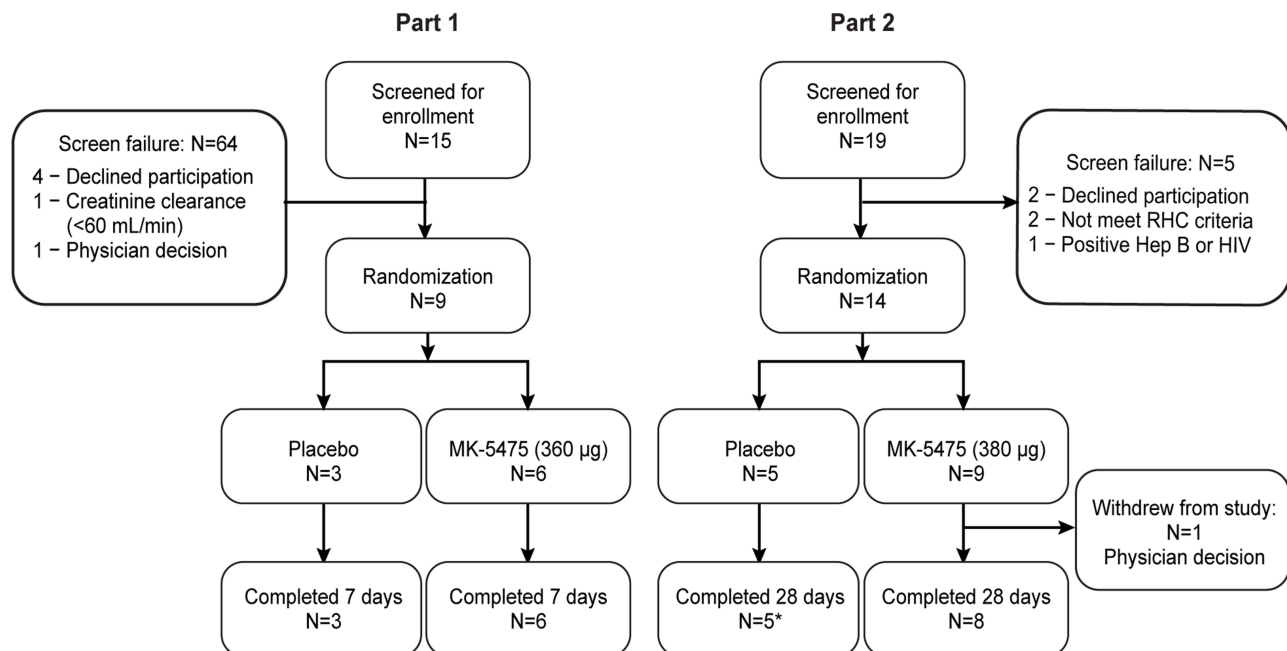 Part 1
Screened for
enrollment
N=15
Screen failure: N=64
4 – Declined participation
1 – Creatinine clearance
(<60 mL/min)
1 – Physician decision
Randomization
N=9
Placebo
N=3
MK-5475 (360 µg)
N=6
Completed 7 days
N=3
Completed 7 days
N=6
Part 2
Screened for
enrollment
N=19
Screen failure: N=5
2 – Declined participation
2 – Not meet RHC criteria
1 – Positive Hep B or HIV
Randomization
N=14
Placebo
N=5
MK-5475 (380 µg)
N=9
Withdrew from study:
N=1
Physician decision
Completed 28 days
N=5*
Completed 28 days
N=8